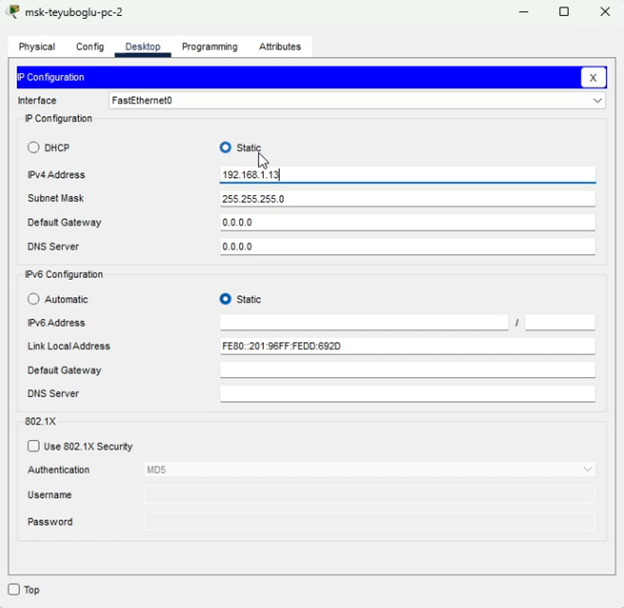 msk-teyuboglu-pc-2
Physical Config Desktop Programming Attributes
IP Configuration X
Interface FastEthernet0
IP Configuration
DHCP Static
IPv4 Address 192.168.1.13
Subnet Mask 255.255.255.0
Default Gateway 0.0.0.0
DNS Server 0.0.0.0
IPv6 Configuration
Automatic Static
IPv6 Address /
Link Local Address FE80::201:96FF:FEDD:692D
Default Gateway
DNS Server
802.1X
Use 802.1X Security
Authentication MD5
Username
Password
Top